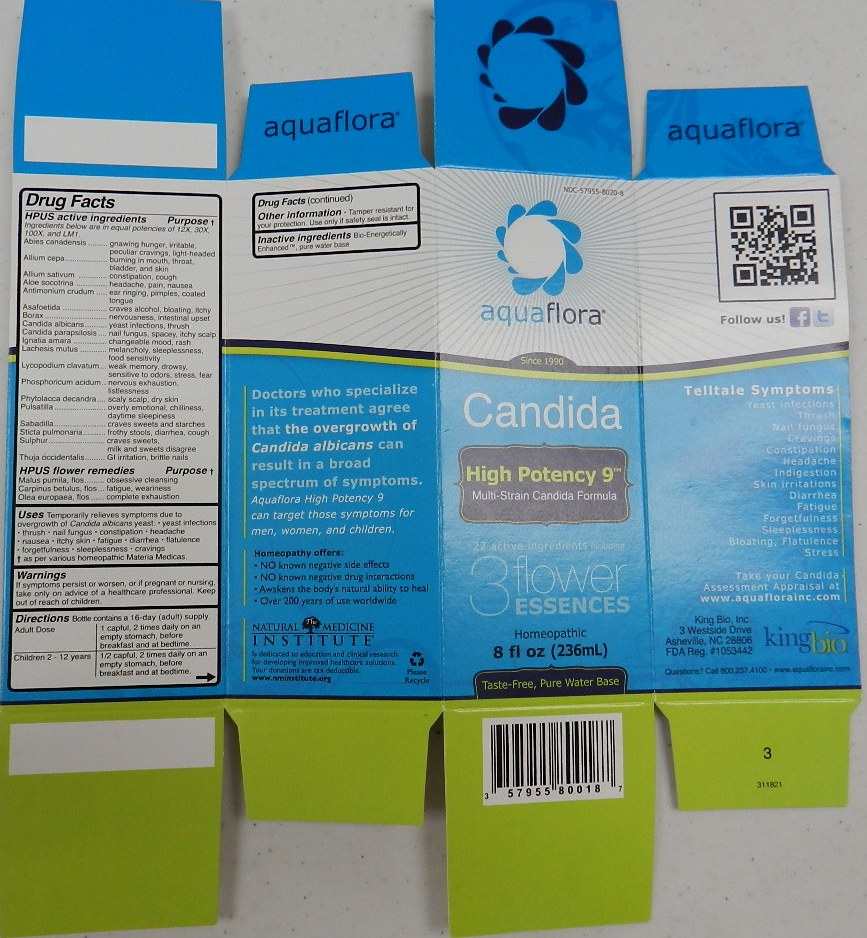 aquaflora®
aquaflora®
Drug Facts
HPUS active ingredients Purpose †
Ingredients below are in equal potencies of 12X, 30X,
100X, and LM1.
Abies canadensis .......... gnawing hunger, irritable,
peculiar cravings, light-headed
Allium cepa .......... burning in mouth, throat,
bladder, and skin
Allium sativum .......... constipation, cough
Aloe socotrina .......... headache, pain, nausea
Antimonium crudum .... ear ringing, pimples, coated
tongue
Asafoetida .......... craves alcohol, bloating, itchy
Borax .......... nervousness, intestinal upset
Candida albicans .......... yeast infections, thrush
Candida parapsilosis .... nail fungus, spacey, itchy scalp
Ignatia amara .......... changeable mood, rash
Lachesis mutus .......... melancholy, sleeplessness,
food sensitivity
Lycopodium clavatum .... weak memory, drowsy,
sensitive to odors, stress, fear
Phosphoricum acidum .. nervous exhaustion,
listlessness
Phytolacca decandra .... scaly scalp, dry skin
Pulsatilla .......... overly emotional, chilliness,
daytime sleepiness
Sabadilla .......... craves sweets and starches
Sticta pulmonaria .......... frothy stools, diarrhea, cough
Sulphur .......... craves sweets,
milk and sweets disagree
Thuja occidentalis .......... GI irritation, brittle nails
HPUS flower remedies Purpose †
Malus pumila, flos .......... obsessive cleansing
Carpinus betulus, flos .... fatigue, weariness
Olea europaea, flos ...... complete exhaustion
Uses Temporarily relieves symptoms due to
overgrowth of Candida albicans yeast: • yeast infections
• thrush • nail fungus • constipation • headache
• nausea • itchy skin • fatigue • diarrhea • flatulence
• forgetfulness • sleeplessness • cravings
† as per various homeopathic Materia Medicas.
Warnings
If symptoms persist or worsen, or if pregnant or nursing,
take only on advice of a healthcare professional. Keep
out of reach of children.
Directions Bottle contains a 16-day (adult) supply.
Adult Dose 1 capful, 2 times daily on an
empty stomach, before
breakfast and at bedtime.
Children 2 - 12 years 1/2 capful, 2 times daily on an
empty stomach, before
breakfast and at bedtime.
Drug Facts (continued)
Other information • Tamper resistant for
your protection. Use only if safety seal is intact.
Inactive ingredients Bio-Energetically
Enhanced™, pure water base
Doctors who specialize
in its treatment agree
that the overgrowth of
Candida albicans can
result in a broad
spectrum of symptoms.
Aquaflora High Potency 9
can target those symptoms for
men, women, and children.
Homeopathy offers:
• NO known negative side effects
• NO known negative drug interactions
• Awakens the body's natural ability to heal
• Over 200 years of use worldwide
The
NATURAL MEDICINE
INSTITUTE®
is dedicated to education and clinical research
for developing improved healthcare solutions.
Your donations are tax deductible.
www.nminstitute.org
Please
Recycle
NDC-57955-8020-8
aquaflora®
Since 1990
Candida
High Potency 9™
Multi-Strain Candida Formula
27 active ingredients including
3 flower
ESSENCES
Homeopathic
8 fl oz (236mL)
Taste-Free, Pure Water Base
3 57955 80018 7
Follow us! f t
Telltale Symptoms
Yeast infections
Thrush
Nail fungus
Cravings
Constipation
Headache
Indigestion
Skin irritations
Diarrhea
Fatigue
Forgetfulness
Sleeplessness
Bloating, Flatulence
Stress
Take your Candida
Assessment Appraisal at
www.aquaflorainc.com
King Bio, Inc.
3 Westside Drive
Asheville, NC 28806
FDA Reg. #1053442
kingbio
Questions? Call 800.237.4100 • www.aquaflorainc.com
3
311821